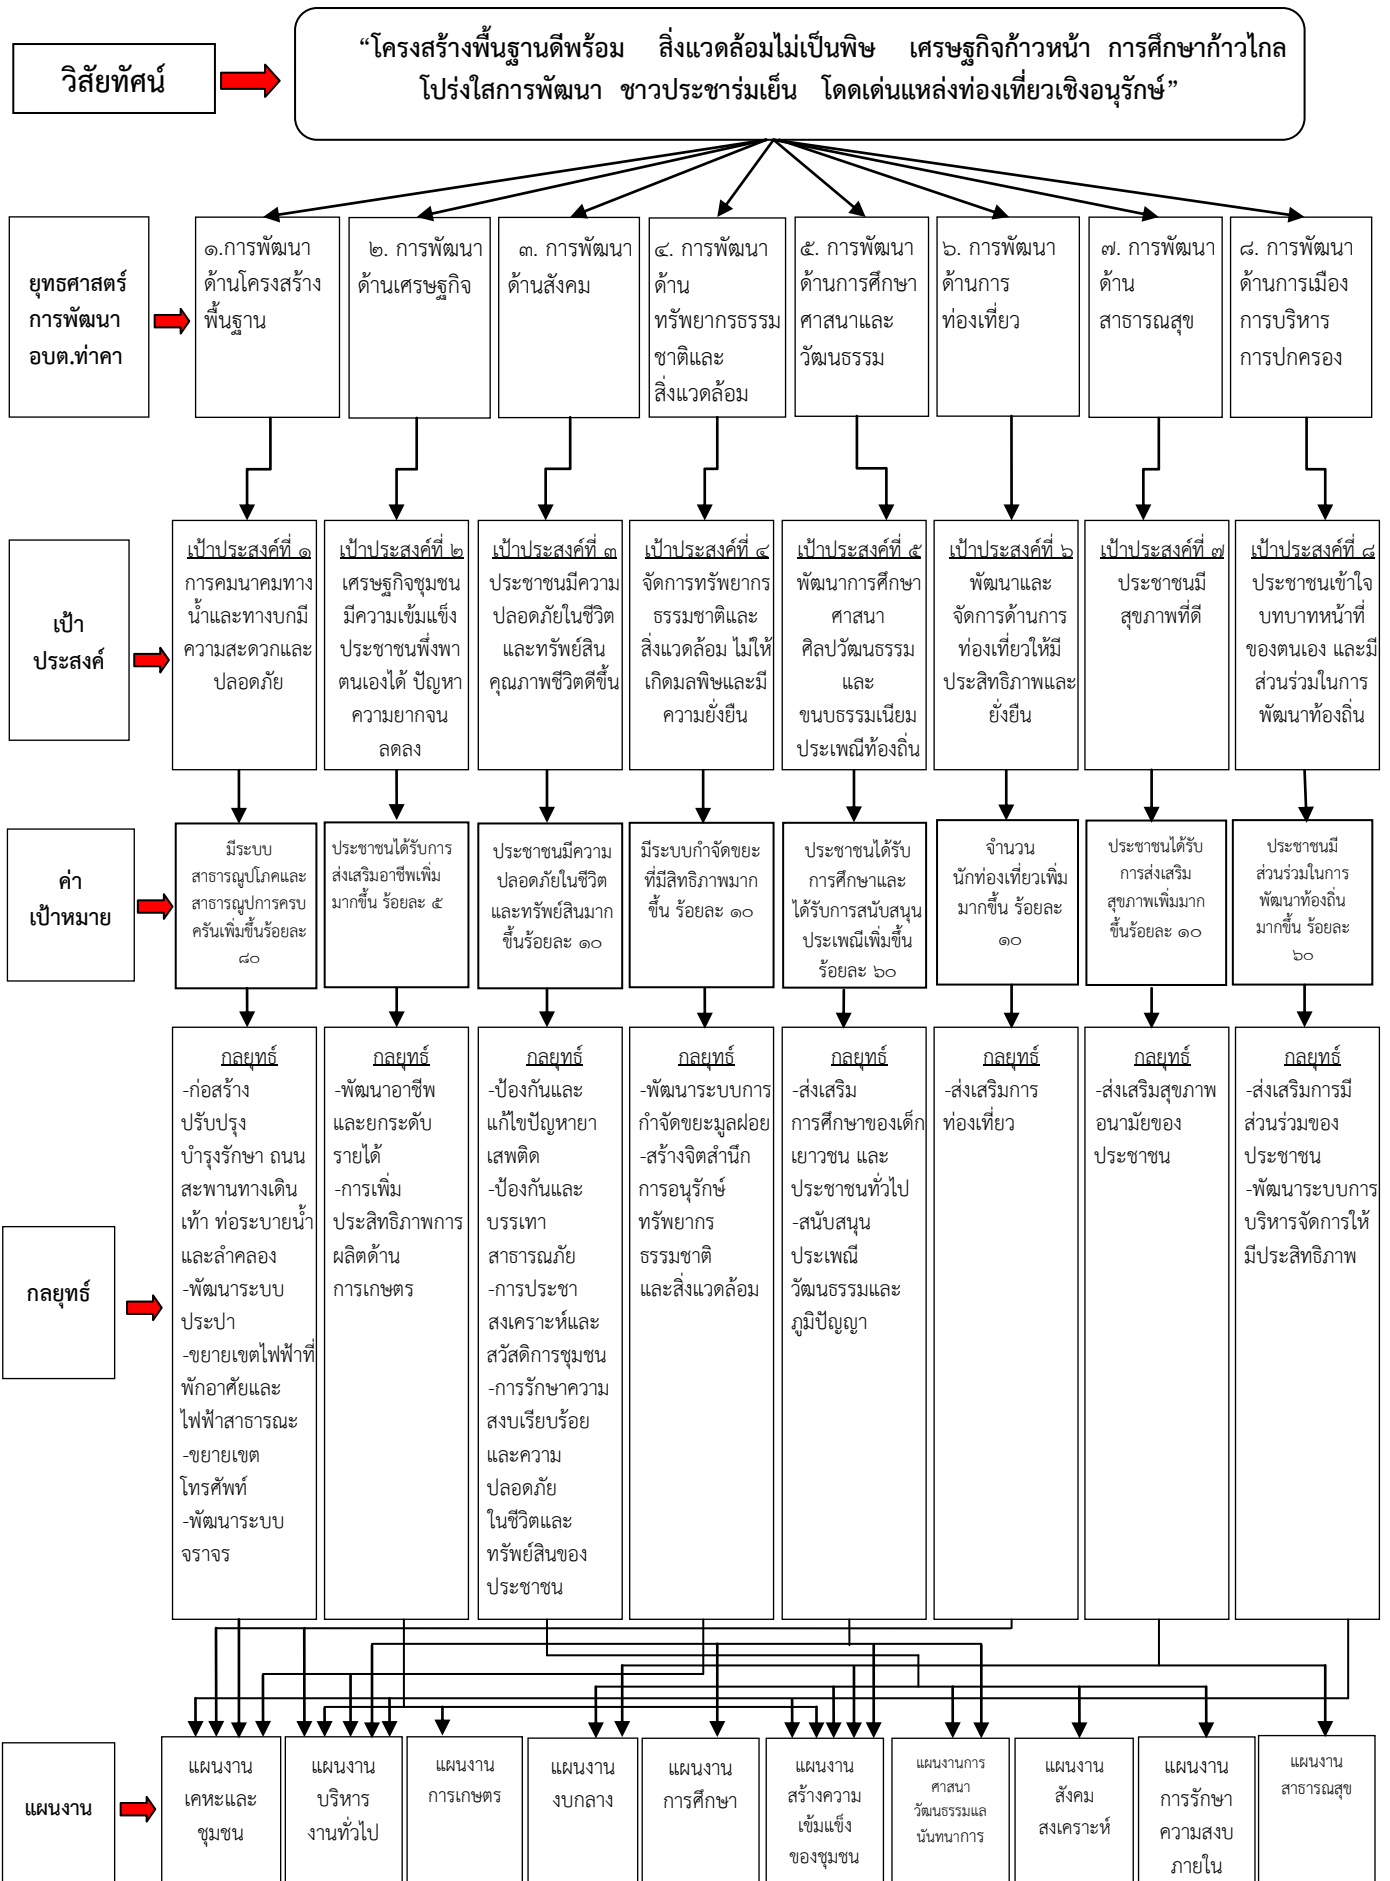 วิสัยทัศน์
“โครงสร้างพื้นฐานดีพร้อม สิ่งแวดล้อมไม่เป็นพิษ เศรษฐกิจก้าวหน้า การศึกษาก้าวไกล
โปร่งใสการพัฒนา ชาวประชาร่มเย็น โดดเด่นแหล่งท่องเที่ยวเชิงอนุรักษ์”
ยุทธศาสตร์
การพัฒนา
อบต.ท่าคา
๑.การพัฒนา
ด้านโครงสร้าง
พื้นฐาน
๒. การพัฒนา
ด้านเศรษฐกิจ
๓. การพัฒนา
ด้านสังคม
๔. การพัฒนา
ด้าน
ทรัพยากรธรรม
ชาติและ
สิ่งแวดล้อม
๕. การพัฒนา
ด้านการศึกษา
ศาสนาและ
วัฒนธรรม
๖. การพัฒนา
ด้านการ
ท่องเที่ยว
๗. การพัฒนา
ด้าน
สาธารณสุข
๘. การพัฒนา
ด้านการเมือง
การบริหาร
การปกครอง
เป้า
ประสงค์
เป้าประสงค์ที่ ๑
การคมนาคมทาง
น้ำและทางบกมี
ความสะดวกและ
ปลอดภัย
เป้าประสงค์ที่ ๒
เศรษฐกิจชุมชน
มีความเข้มแข็ง
ประชาชนพึ่งพา
ตนเองได้ ปัญหา
ความยากจน
ลดลง
เป้าประสงค์ที่ ๓
ประชาชนมีความ
ปลอดภัยในชีวิต
และทรัพย์สิน
คุณภาพชีวิตดีขึ้น
เป้าประสงค์ที่ ๔
จัดการทรัพยากร
ธรรมชาติและ
สิ่งแวดล้อม ไม่ให้
เกิดมลพิษและมี
ความยั่งยืน
เป้าประสงค์ที่ ๕
พัฒนาการศึกษา
ศาสนา
ศิลปวัฒนธรรม
และ
ขนบธรรมเนียม
ประเพณีท้องถิ่น
เป้าประสงค์ที่ ๖
พัฒนาและ
จัดการด้านการ
ท่องเที่ยวให้มี
ประสิทธิภาพและ
ยั่งยืน
เป้าประสงค์ที่ ๗
ประชาชนมี
สุขภาพที่ดี
เป้าประสงค์ที่ ๘
ประชาชนเข้าใจ
บทบาทหน้าที่
ของตนเอง และมี
ส่วนร่วมในการ
พัฒนาท้องถิ่น
ค่า
เป้าหมาย
มีระบบ
สาธารณูปโภคและ
สาธารณูปการครบ
ครันเพิ่มขึ้นร้อยละ
๘๐
ประชาชนได้รับการ
ส่งเสริมอาชีพเพิ่ม
มากขึ้น ร้อยละ ๕
ประชาชนมีความ
ปลอดภัยในชีวิต
และทรัพย์สินมาก
ขึ้นร้อยละ ๑๐
มีระบบกำจัดขยะ
ที่มีสิทธิภาพมาก
ขึ้น ร้อยละ ๑๐
ประชาชนได้รับ
การศึกษาและ
ได้รับการสนับสนุน
ประเพณีเพิ่มขึ้น
ร้อยละ ๖๐
จำนวน
นักท่องเที่ยวเพิ่ม
มากขึ้น ร้อยละ
๑๐
ประชาชนได้รับ
การส่งเสริม
สุขภาพเพิ่มมาก
ขึ้นร้อยละ ๑๐
ประชาชนมี
ส่วนร่วมในการ
พัฒนาท้องถิ่น
มากขึ้น ร้อยละ
๖๐
กลยุทธ์
กลยุทธ์
-ก่อสร้าง
ปรับปรุง
บำรุงรักษา ถนน
สะพานทางเดิน
เท้า ท่อระบายน้ำ
และลำคลอง
-พัฒนาระบบ
ประปา
-ขยายเขตไฟฟ้าที่
พักอาศัยและ
ไฟฟ้าสาธารณะ
-ขยายเขต
โทรศัพท์
-พัฒนาระบบ
จราจร
กลยุทธ์
-พัฒนาอาชีพ
และยกระดับ
รายได้
-การเพิ่ม
ประสิทธิภาพการ
ผลิตด้าน
การเกษตร
กลยุทธ์
-ป้องกันและ
แก้ไขปัญหายา
เสพติด
-ป้องกันและ
บรรเทา
สาธารณภัย
-การประชา
สงเคราะห์และ
สวัสดิการชุมชน
-การรักษาความ
สงบเรียบร้อย
และความ
ปลอดภัย
ในชีวิตและ
ทรัพย์สินของ
ประชาชน
กลยุทธ์
-พัฒนาระบบการ
กำจัดขยะมูลฝอย
-สร้างจิตสำนึก
การอนุรักษ์
ทรัพยากร
ธรรมชาติ
และสิ่งแวดล้อม
กลยุทธ์
-ส่งเสริม
การศึกษาของเด็ก
เยาวชน และ
ประชาชนทั่วไป
-สนับสนุน
ประเพณี
วัฒนธรรมและ
ภูมิปัญญา
กลยุทธ์
-ส่งเสริมการ
ท่องเที่ยว
กลยุทธ์
-ส่งเสริมสุขภาพ
อนามัยของ
ประชาชน
กลยุทธ์
-ส่งเสริมการมี
ส่วนร่วมของ
ประชาชน
-พัฒนาระบบการ
บริหารจัดการให้
มีประสิทธิภาพ
แผนงาน
แผนงาน
เคหะและ
ชุมชน
แผนงาน
บริหาร
งานทั่วไป
แผนงาน
การเกษตร
แผนงาน
งบกลาง
แผนงาน
การศึกษา
แผนงาน
สร้างความ
เข้มแข็ง
ของชุมชน
แผนงานการ
ศาสนา
วัฒนธรรมแล
นันทนาการ
แผนงาน
สังคม
สงเคราะห์
แผนงาน
การรักษา
ความสงบ
ภายใน
แผนงาน
สาธารณสุข